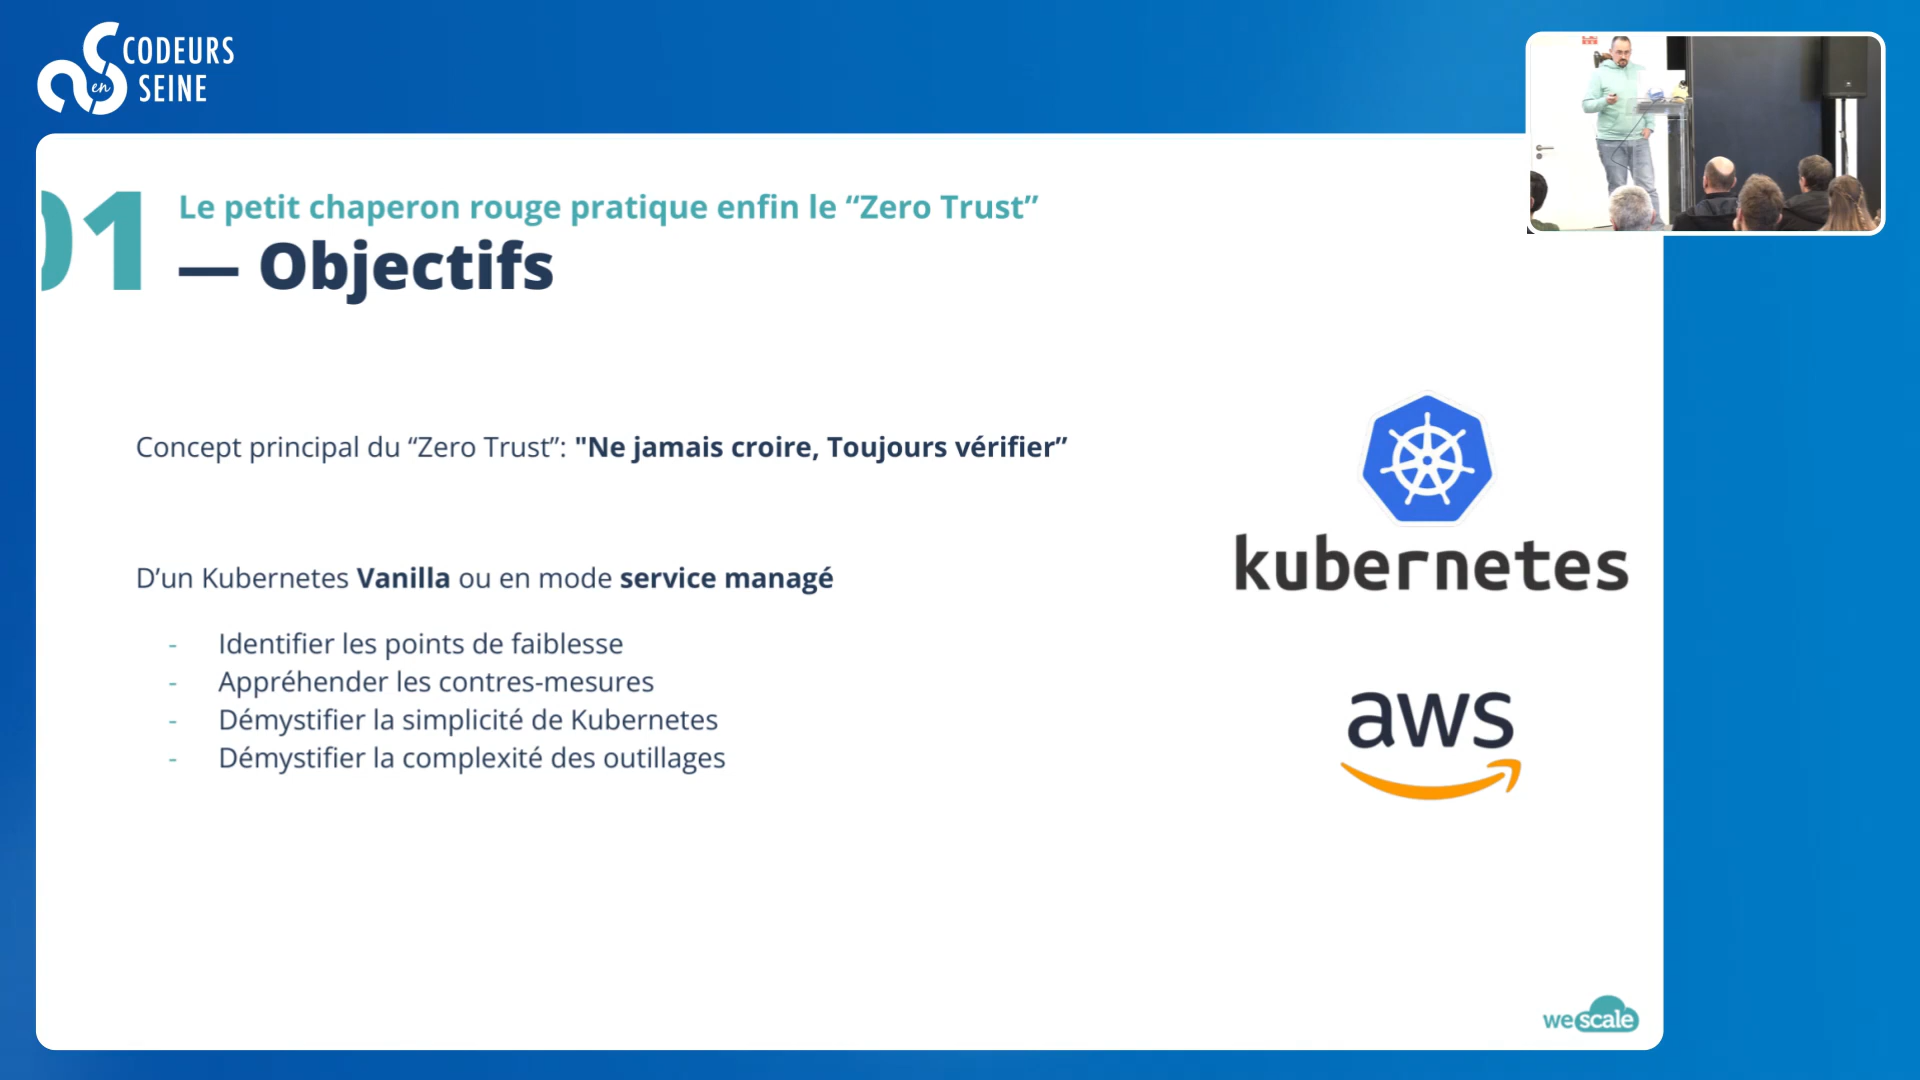 CODEURS
en
SEINE
01
Le petit chaperon rouge pratique enfin le “Zero Trust”
— Objectifs
Concept principal du “Zero Trust”: "Ne jamais croire, Toujours vérifier”
D’un Kubernetes Vanilla ou en mode service managé
- Identifier les points de faiblesse
- Appréhender les contres-mesures
- Démystifier la simplicité de Kubernetes
- Démystifier la complexité des outillages
kubernetes
aws
wescale